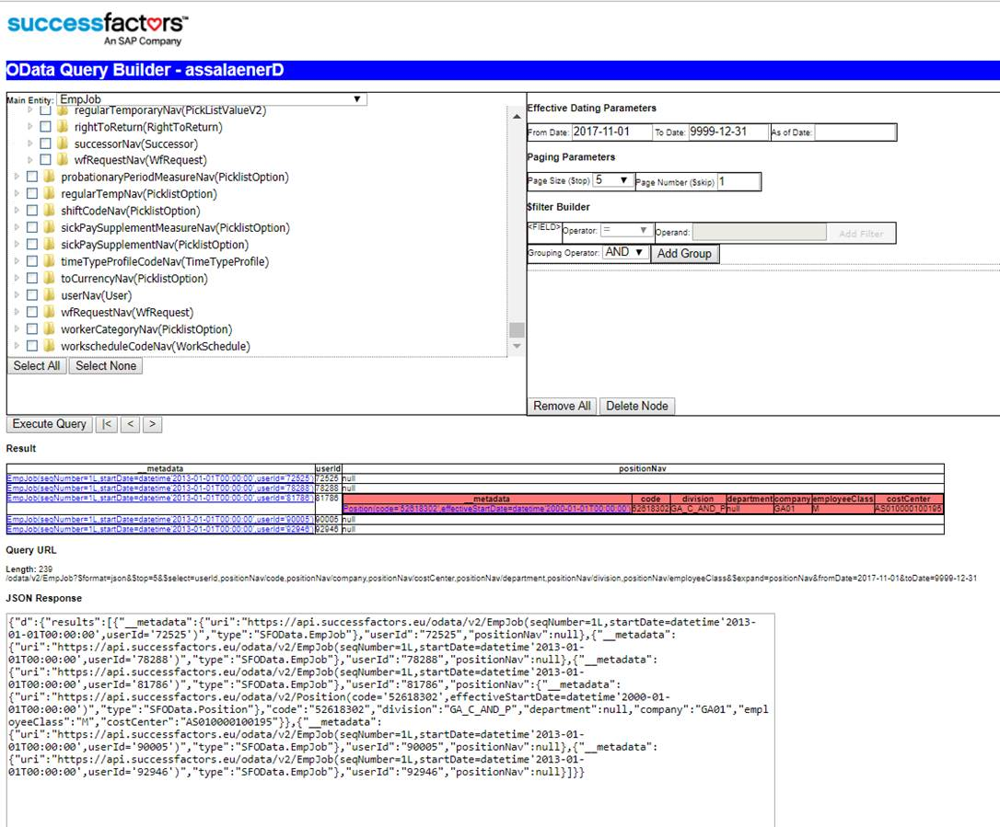 successfactors™
An SAP Company
OData Query Builder - assalaenerD
Main Entity: EmpJob
regularTemporaryNav(PickListValueV2)
rightToReturn(RightToReturn)
successorNav(Successor)
wfRequestNav(WfRequest)
probationaryPeriodMeasureNav(PicklistOption)
regularTempNav(PicklistOption)
shiftCodeNav(PicklistOption)
sickPaySupplementMeasureNav(PicklistOption)
sickPaySupplementNav(PicklistOption)
timeTypeProfileCodeNav(TimeTypeProfile)
toCurrencyNav(PicklistOption)
userNav(User)
wfRequestNav(WfRequest)
workerCategoryNav(PicklistOption)
workscheduleCodeNav(WorkSchedule)
Select All Select None
Effective Dating Parameters
From Date: 2017-11-01 To Date: 9999-12-31 As of Date:
Paging Parameters
Page Size ($top) 5 Page Number ($skip) 1
$filter Builder
<FIELD> Operator: = Operand: Add Filter
Grouping Operator: AND Add Group
Remove All Delete Node
Execute Query |< < >
Result
__metadata userId positionNav
EmpJob(seqNumber=1L,startDate=datetime'2013-01-01T00:00:00',userId='72525') 72525 null
EmpJob(seqNumber=1L,startDate=datetime'2013-01-01T00:00:00',userId='78288') 78288 null
EmpJob(seqNumber=1L,startDate=datetime'2013-01-01T00:00:00',userId='81786') 81786
__metadata code division department company employeeClass costCenter
Position(code='52618302',effectiveStartDate=datetime'2000-01-01T00:00:00') 52618302 GA_C_AND_P null GA01 M AS010000100195
EmpJob(seqNumber=1L,startDate=datetime'2013-01-01T00:00:00',userId='90005') 90005 null
EmpJob(seqNumber=1L,startDate=datetime'2013-01-01T00:00:00',userId='92946') 92946 null
Query URL
Length: 239
/odata/v2/EmpJob?$format=json&$top=5&$select=userId,positionNav/code,positionNav/company,positionNav/costCenter,positionNav/department,positionNav/division,positionNav/employeeClass&$expand=positionNav&fromDate=2017-11-01&toDate=9999-12-31
JSON Response
{"d":{"results":[{"__metadata":{"uri":"https://api.successfactors.eu/odata/v2/EmpJob(seqNumber=1L,startDate=datetime'2013-
01-01T00:00:00',userId='72525')","type":"SFOData.EmpJob"},"userId":"72525","positionNav":null},{"__metadata":
{"uri":"https://api.successfactors.eu/odata/v2/EmpJob(seqNumber=1L,startDate=datetime'2013-01-
01T00:00:00',userId='78288')","type":"SFOData.EmpJob"},"userId":"78288","positionNav":null},{"__metadata":
{"uri":"https://api.successfactors.eu/odata/v2/EmpJob(seqNumber=1L,startDate=datetime'2013-01-
01T00:00:00',userId='81786')","type":"SFOData.EmpJob"},"userId":"81786","positionNav":{"__metadata":
{"uri":"https://api.successfactors.eu/odata/v2/Position(code='52618302',effectiveStartDate=datetime'2000-01-
01T00:00:00')","type":"SFOData.Position"},"code":"52618302","division":"GA_C_AND_P","department":null,"company":"GA01","empl
oyeeClass":"M","costCenter":"AS010000100195"}},{"__metadata":
{"uri":"https://api.successfactors.eu/odata/v2/EmpJob(seqNumber=1L,startDate=datetime'2013-01-
01T00:00:00',userId='90005')","type":"SFOData.EmpJob"},"userId":"90005","positionNav":null},{"__metadata":
{"uri":"https://api.successfactors.eu/odata/v2/EmpJob(seqNumber=1L,startDate=datetime'2013-01-
01T00:00:00',userId='92946')","type":"SFOData.EmpJob"},"userId":"92946","positionNav":null}]}}